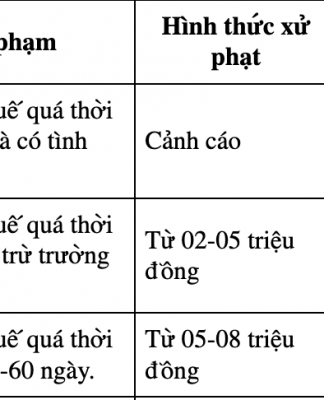 phạm
Hình thức xử
phạt
uế quá thời
à có tình
Cảnh cáo
uế quá thời
trừ trường
Từ 02-05 triệu
đồng
uế quá thời
-60 ngày.
Từ 05-08 triệu
đồng